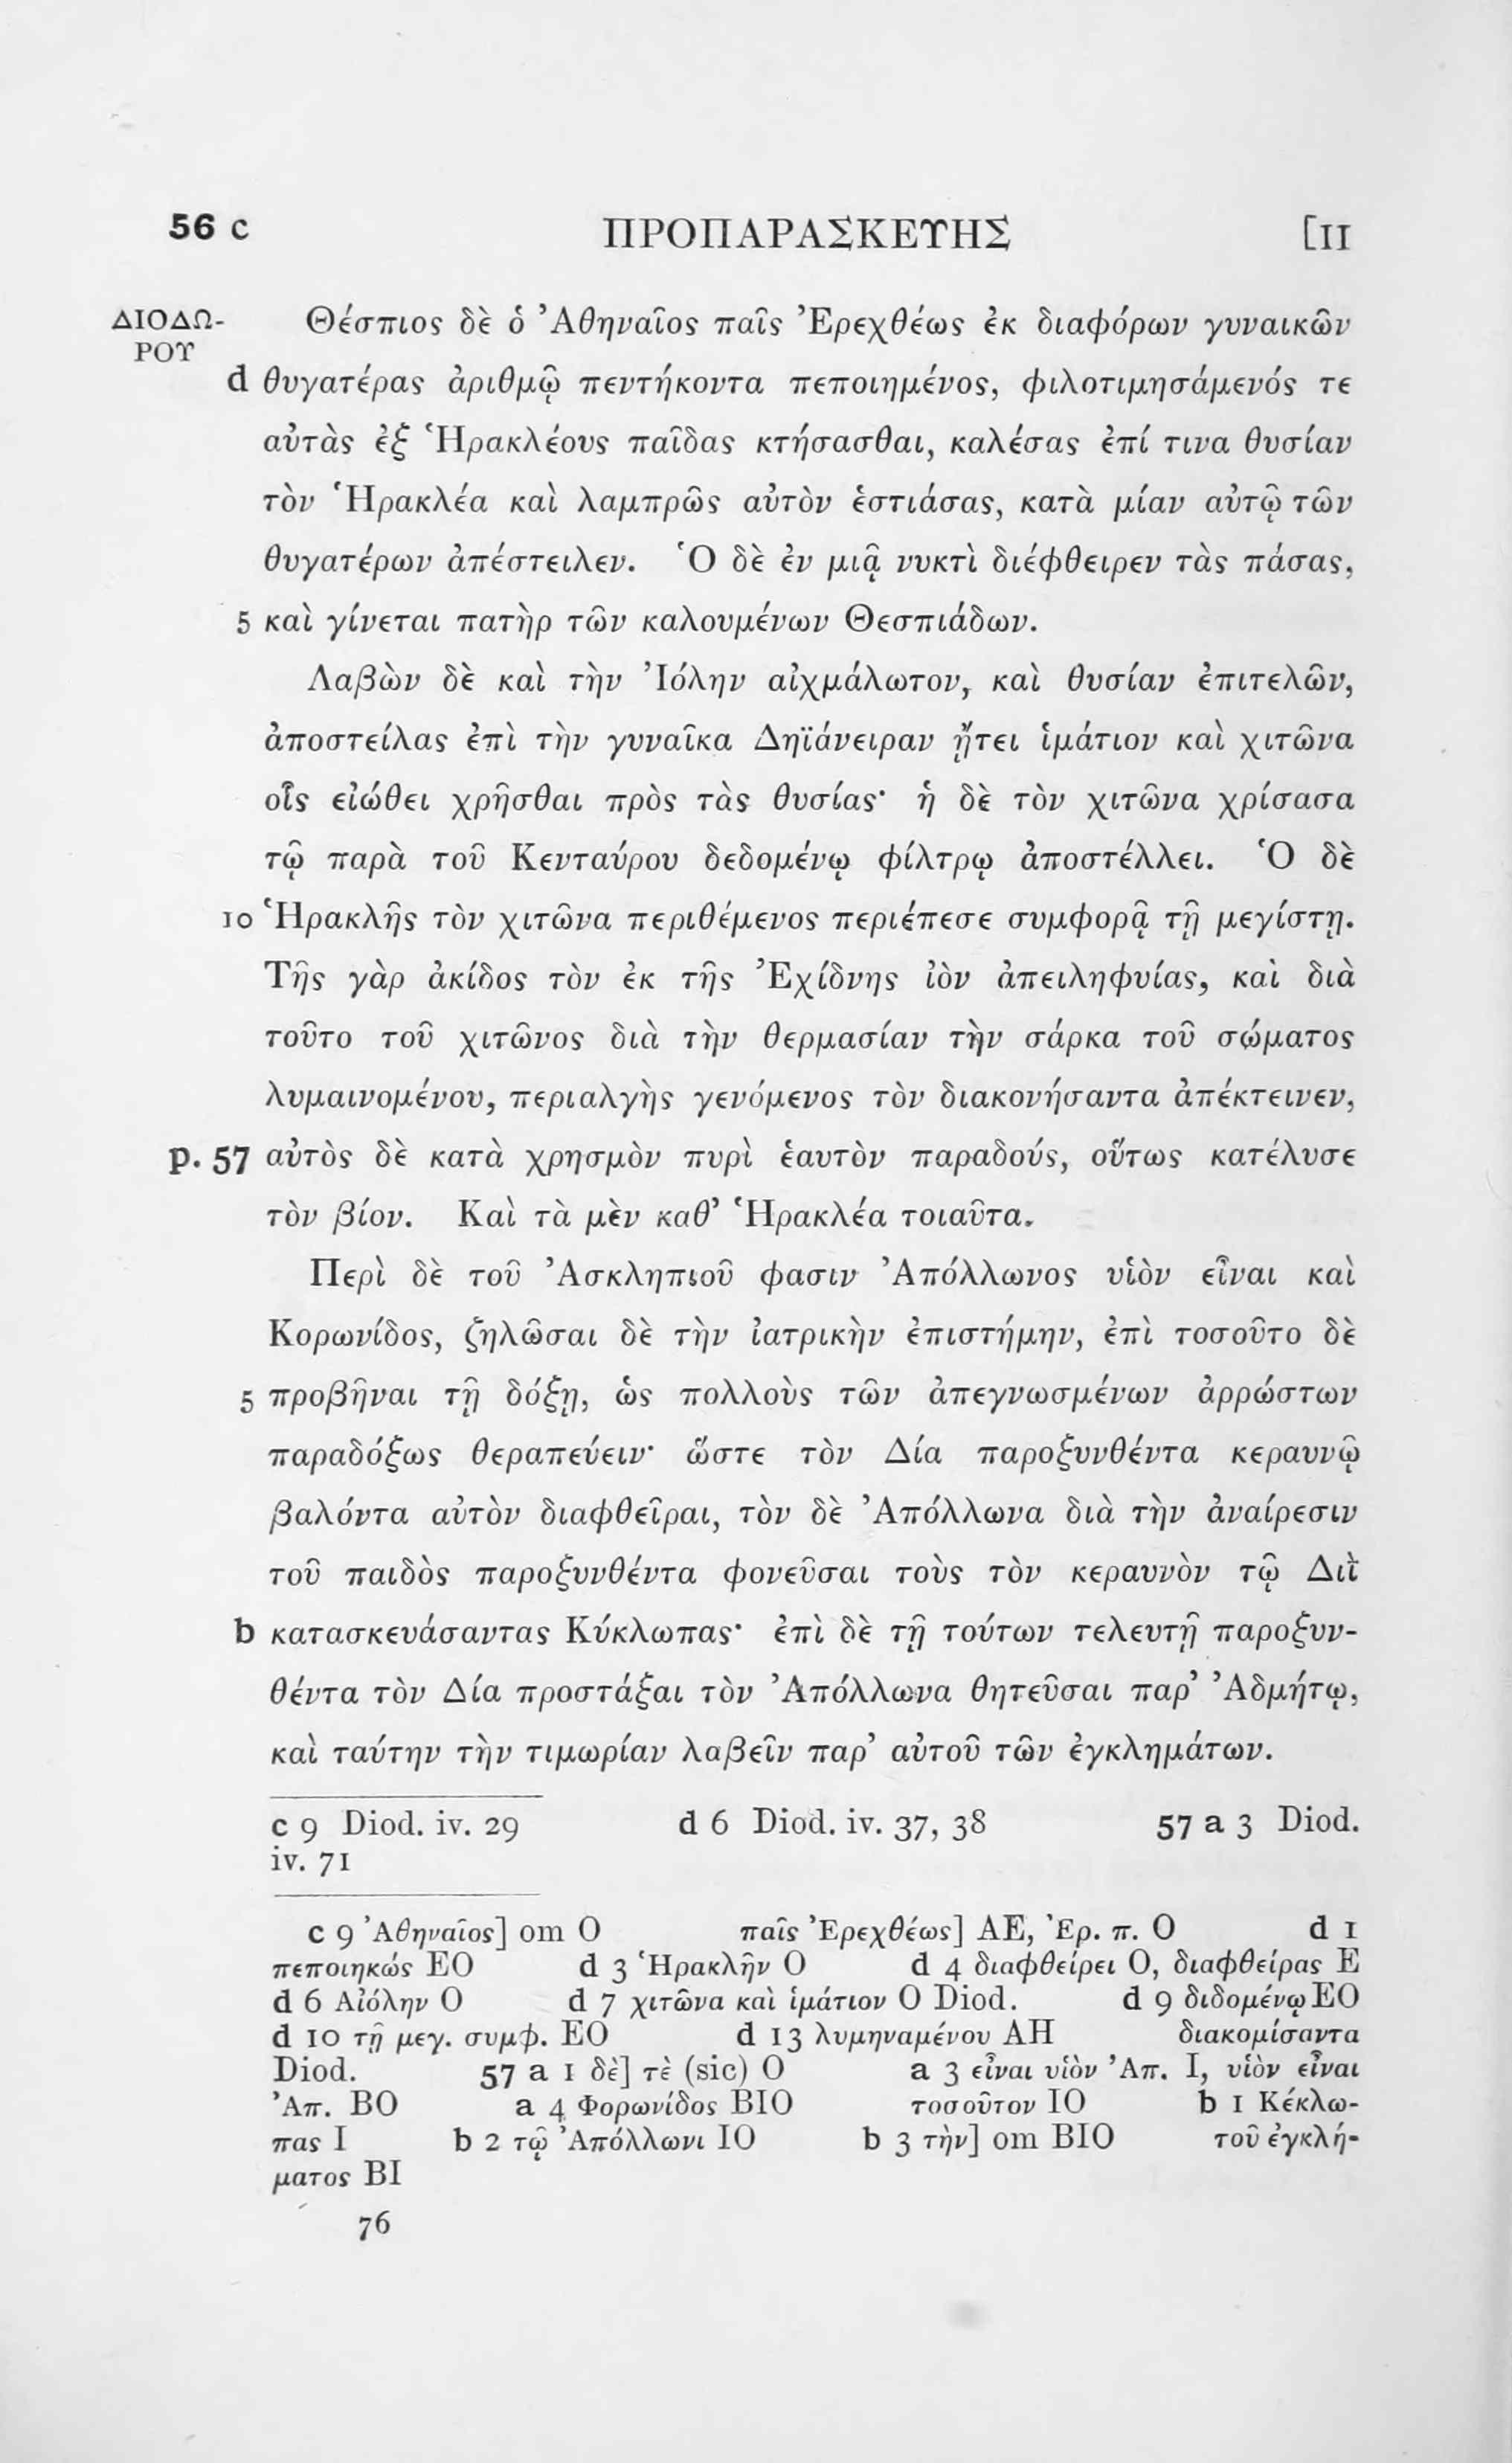 56 c ΠΡΟΠΑΡΑΣΚΕΥΗΣ [II
ΔΙΟΔΩ- Θέσπιος δὲ ὁ Ἀθηναῖος παῖς Ἐρεχθέως ἐκ διαφόρων γυναικῶν
ΡΟΥ
d θυγατέρας ἀριθμῷ πεντήκοντα πεποιημένος, φιλοτιμησάμενός τε
αὐτὰς ἐξ Ἡρακλέους παῖδας κτήσασθαι, καλέσας ἐπί τινα θυσίαν
τὸν Ἡρακλέα καὶ λαμπρῶς αὐτὸν ἑστιάσας, κατὰ μίαν αὐτῷ τῶν
θυγατέρων ἀπέστειλεν. Ὁ δὲ ἐν μιᾷ νυκτὶ διέφθειρεν τὰς πάσας,
5 καὶ γίνεται πατὴρ τῶν καλουμένων Θεσπιάδων.
Λαβὼν δὲ καὶ τὴν Ἰόλην αἰχμάλωτον, καὶ θυσίαν ἐπιτελῶν,
ἀποστείλας ἐπὶ τὴν γυναῖκα Δηϊάνειραν ᾔτει ἱμάτιον καὶ χιτῶνα
οἷς εἰώθει χρῆσθαι πρὸς τὰς θυσίας· ἡ δὲ τὸν χιτῶνα χρίσασα
τῷ παρὰ τοῦ Κενταύρου δεδομένῳ φίλτρῳ ἀποστέλλει. Ὁ δὲ
10 Ἡρακλῆς τὸν χιτῶνα περιθέμενος περιέπεσε συμφορᾷ τῇ μεγίστῃ.
Τῆς γὰρ ἀκίδος τὸν ἐκ τῆς Ἐχίδνης ἰὸν ἀπειληφυίας, καὶ διὰ
τοῦτο τοῦ χιτῶνος διὰ τὴν θερμασίαν τὴν σάρκα τοῦ σώματος
λυμαινομένου, περιαλγὴς γενόμενος τὸν διακονήσαντα ἀπέκτεινεν,
p. 57 αὐτὸς δὲ κατὰ χρησμὸν πυρὶ ἑαυτὸν παραδούς, οὕτως κατέλυσε
τὸν βίον. Καὶ τὰ μὲν καθ’ Ἡρακλέα τοιαῦτα.
Περὶ δὲ τοῦ Ἀσκληπιοῦ φασιν Ἀπόλλωνος υἱὸν εἶναι καὶ
Κορωνίδος, ζηλῶσαι δὲ τὴν ἰατρικὴν ἐπιστήμην, ἐπὶ τοσοῦτο δὲ
5 προβῆναι τῇ δόξῃ, ὡς πολλοὺς τῶν ἀπεγνωσμένων ἀρρώστων
παραδόξως θεραπεύειν· ὥστε τὸν Δία παροξυνθέντα κεραυνῷ
βαλόντα αὐτὸν διαφθεῖραι, τὸν δὲ Ἀπόλλωνα διὰ τὴν ἀναίρεσιν
τοῦ παιδὸς παροξυνθέντα φονεῦσαι τοὺς τὸν κεραυνὸν τῷ Διῒ
b κατασκευάσαντας Κύκλωπας· ἐπὶ δὲ τῇ τούτων τελευτῇ παροξυν-
θέντα τὸν Δία προστάξαι τὸν Ἀπόλλωνα θητεῦσαι παρ’ Ἀδμήτῳ,
καὶ ταύτην τὴν τιμωρίαν λαβεῖν παρ’ αὐτοῦ τῶν ἐγκλημάτων.
c 9 Diod. iv. 29 d 6 Diod. iv. 37, 38 57 a 3 Diod.
iv. 71
c 9 Ἀθηναῖος] om O παῖς Ἐρεχθέως] AE, Ἐρ. π. O d 1
πεποιηκώς EO d 3 Ἡρακλῆν O d 4 διαφθείρει O, διαφθείρας E
d 6 Αἰόλην O d 7 χιτῶνα καὶ ἱμάτιον O Diod. d 9 διδομένῳ EO
d 10 τῇ μεγ. συμφ. EO d 13 λυμηναμένου AH διακομίσαντα
Diod. 57 a 1 δὲ] τὲ (sic) O a 3 εἶναι υἱὸν Ἀπ. I, υἱὸν εἶναι
Ἀπ. BO a 4 Φορωνίδος BIO τοσοῦτον IO b 1 Κέκλω-
πας I b 2 τῷ Ἀπόλλωνι IO b 3 τὴν] om BIO τοῦ ἐγκλή-
ματος BI
76